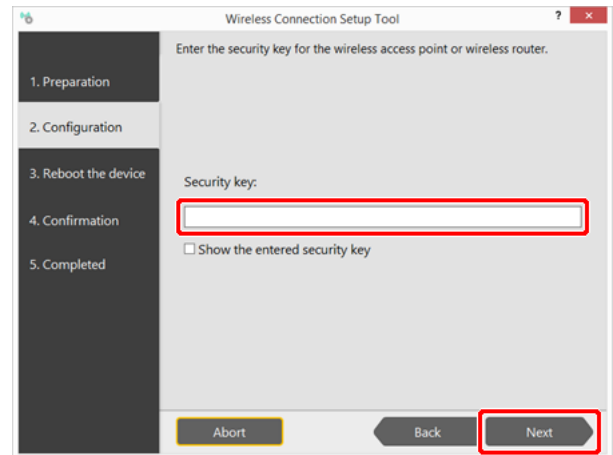 Wireless Connection Setup Tool
?
×
Enter the security key for the wireless access point or wireless router.
1. Preparation
2. Configuration
3. Reboot the device
4. Confirmation
5. Completed
Security key:
Show the entered security key
Abort
Back
Next